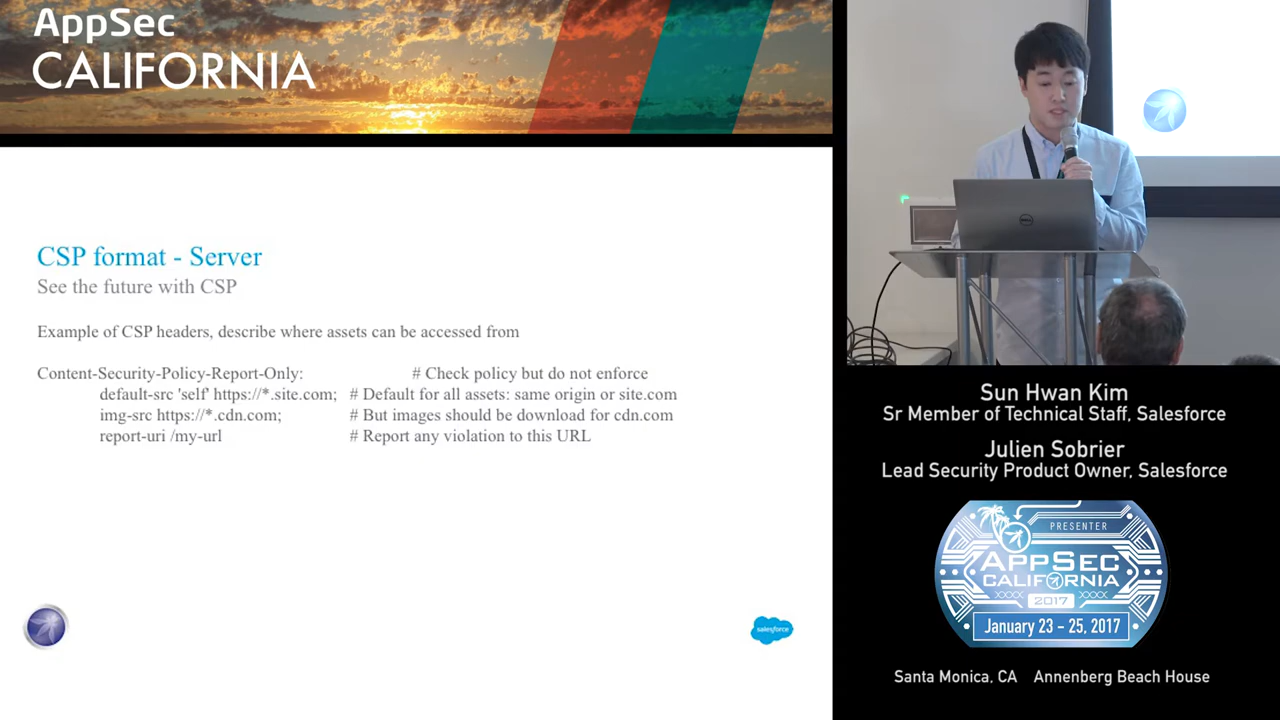 AppSec
CALIFORNIA
CSP format - Server
See the future with CSP
Example of CSP headers, describe where assets can be accessed from
Content-Security-Policy-Report-Only: # Check policy but do not enforce
default-src 'self' https://*.site.com; # Default for all assets: same origin or site.com
img-src https://*.cdn.com; # But images should be download for cdn.com
report-uri /my-url # Report any violation to this URL
salesforce
DELL
Sun Hwan Kim
Sr Member of Technical Staff, Salesforce
Julien Sobrier
Lead Security Product Owner, Salesforce
PRESENTER
APPSEC
CALIFORNIA
2017
January 23 - 25, 2017
Santa Monica, CA Annenberg Beach House